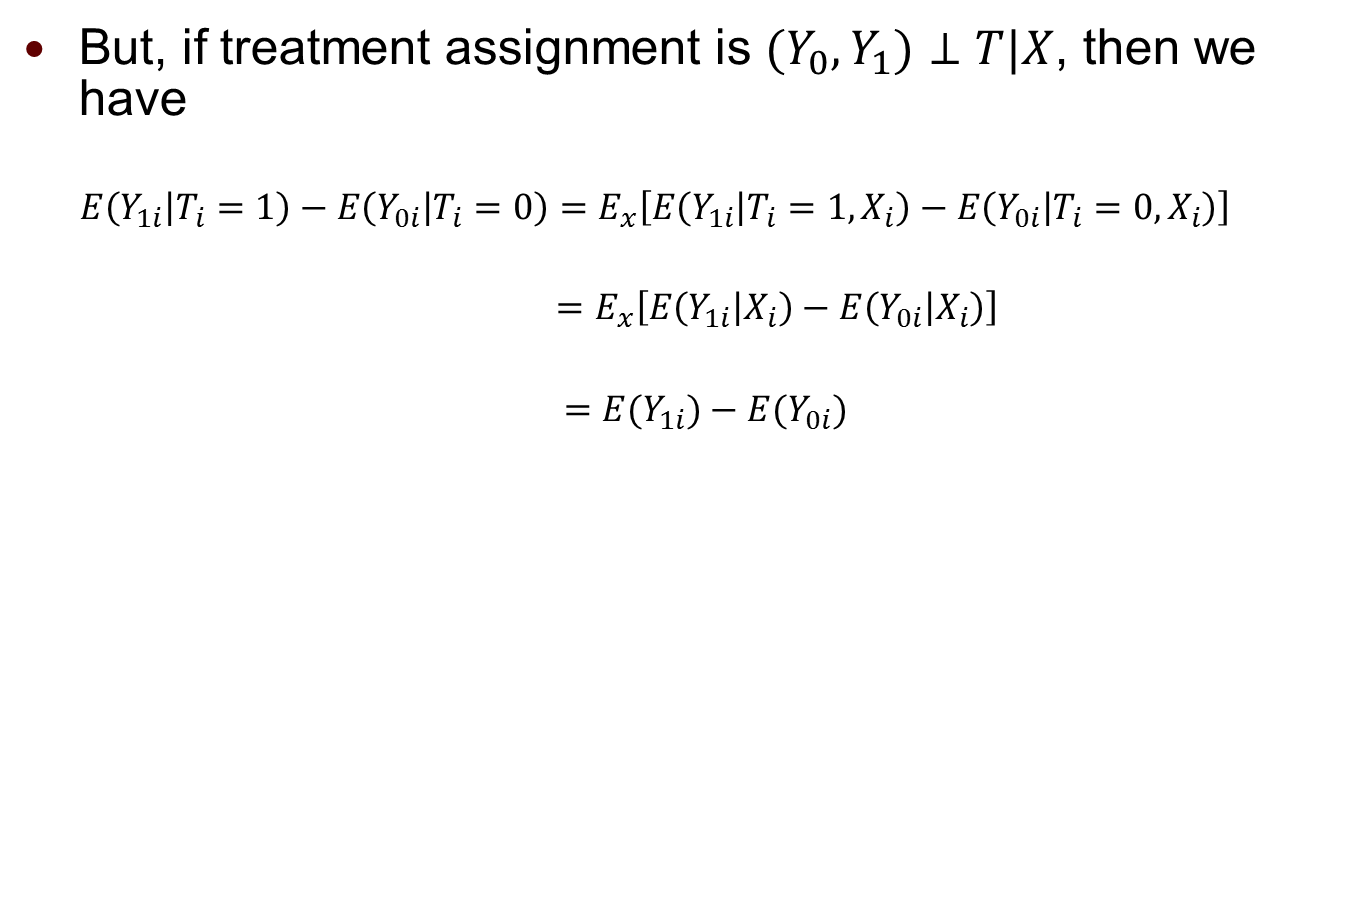 • But, if treatment assignment is (Y₀, Y₁) ⊥ T|X, then we
have
E(Y₁ᵢ|Tᵢ = 1) − E(Y₀ᵢ|Tᵢ = 0) = Eₓ[E(Y₁ᵢ|Tᵢ = 1, Xᵢ) − E(Y₀ᵢ|Tᵢ = 0, Xᵢ)]
= Eₓ[E(Y₁ᵢ|Xᵢ) − E(Y₀ᵢ|Xᵢ)]
= E(Y₁ᵢ) − E(Y₀ᵢ)